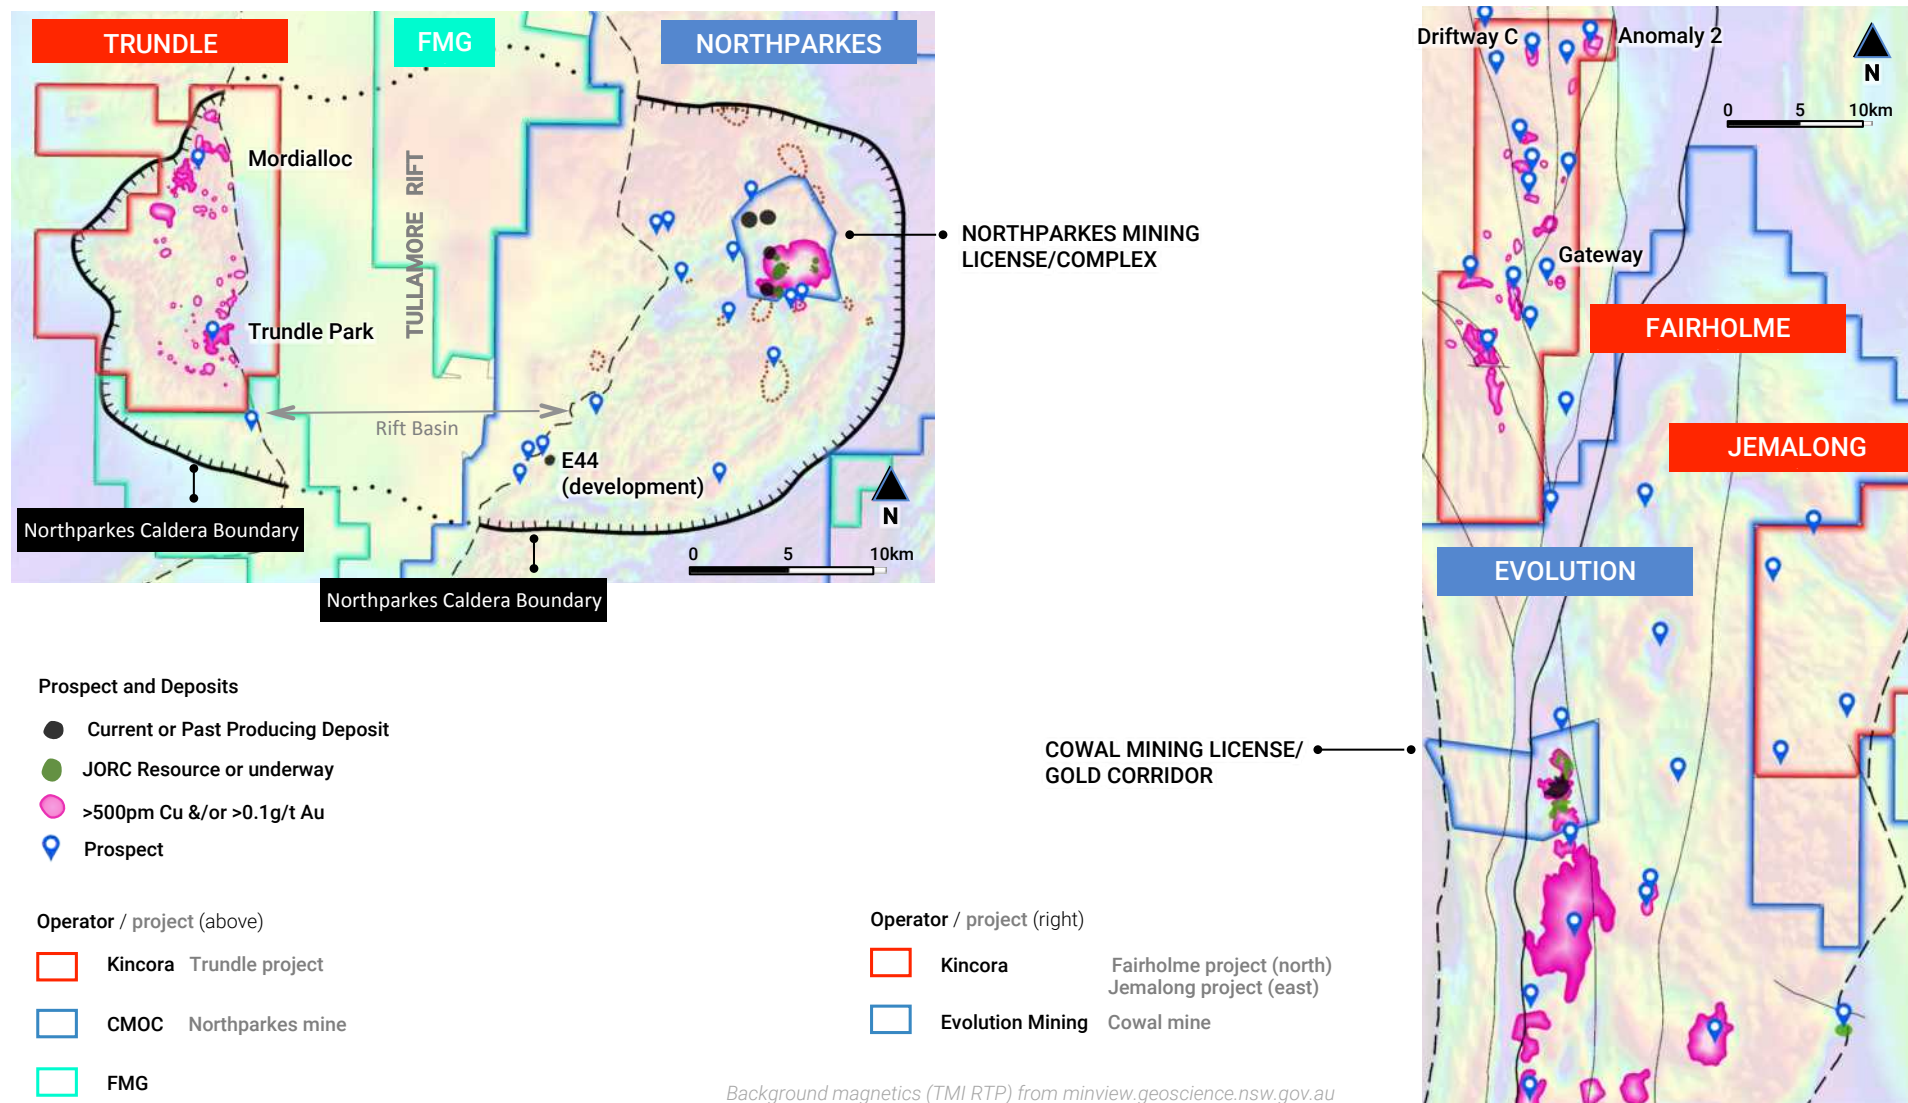 TRUNDLE
FMG
NORTHPARKES
Mordialloc
TULLAMORE RIFT
Trundle Park
Rift Basin
E44
(development)
N
0 5 10km
Northparkes Caldera Boundary
Northparkes Caldera Boundary
NORTHPARKES MINING
LICENSE/COMPLEX
Driftway C
Anomaly 2
N
0 5 10km
Gateway
FAIRHOLME
JEMALONG
EVOLUTION
COWAL MINING LICENSE/
GOLD CORRIDOR
Prospect and Deposits
Current or Past Producing Deposit
JORC Resource or underway
>500pm Cu &/or >0.1g/t Au
Prospect
Operator / project (above)
Kincora Trundle project
CMOC Northparkes mine
FMG
Operator / project (right)
Kincora Fairholme project (north)
Jemalong project (east)
Evolution Mining Cowal mine
Background magnetics (TMI RTP) from minview.geoscience.nsw.gov.au